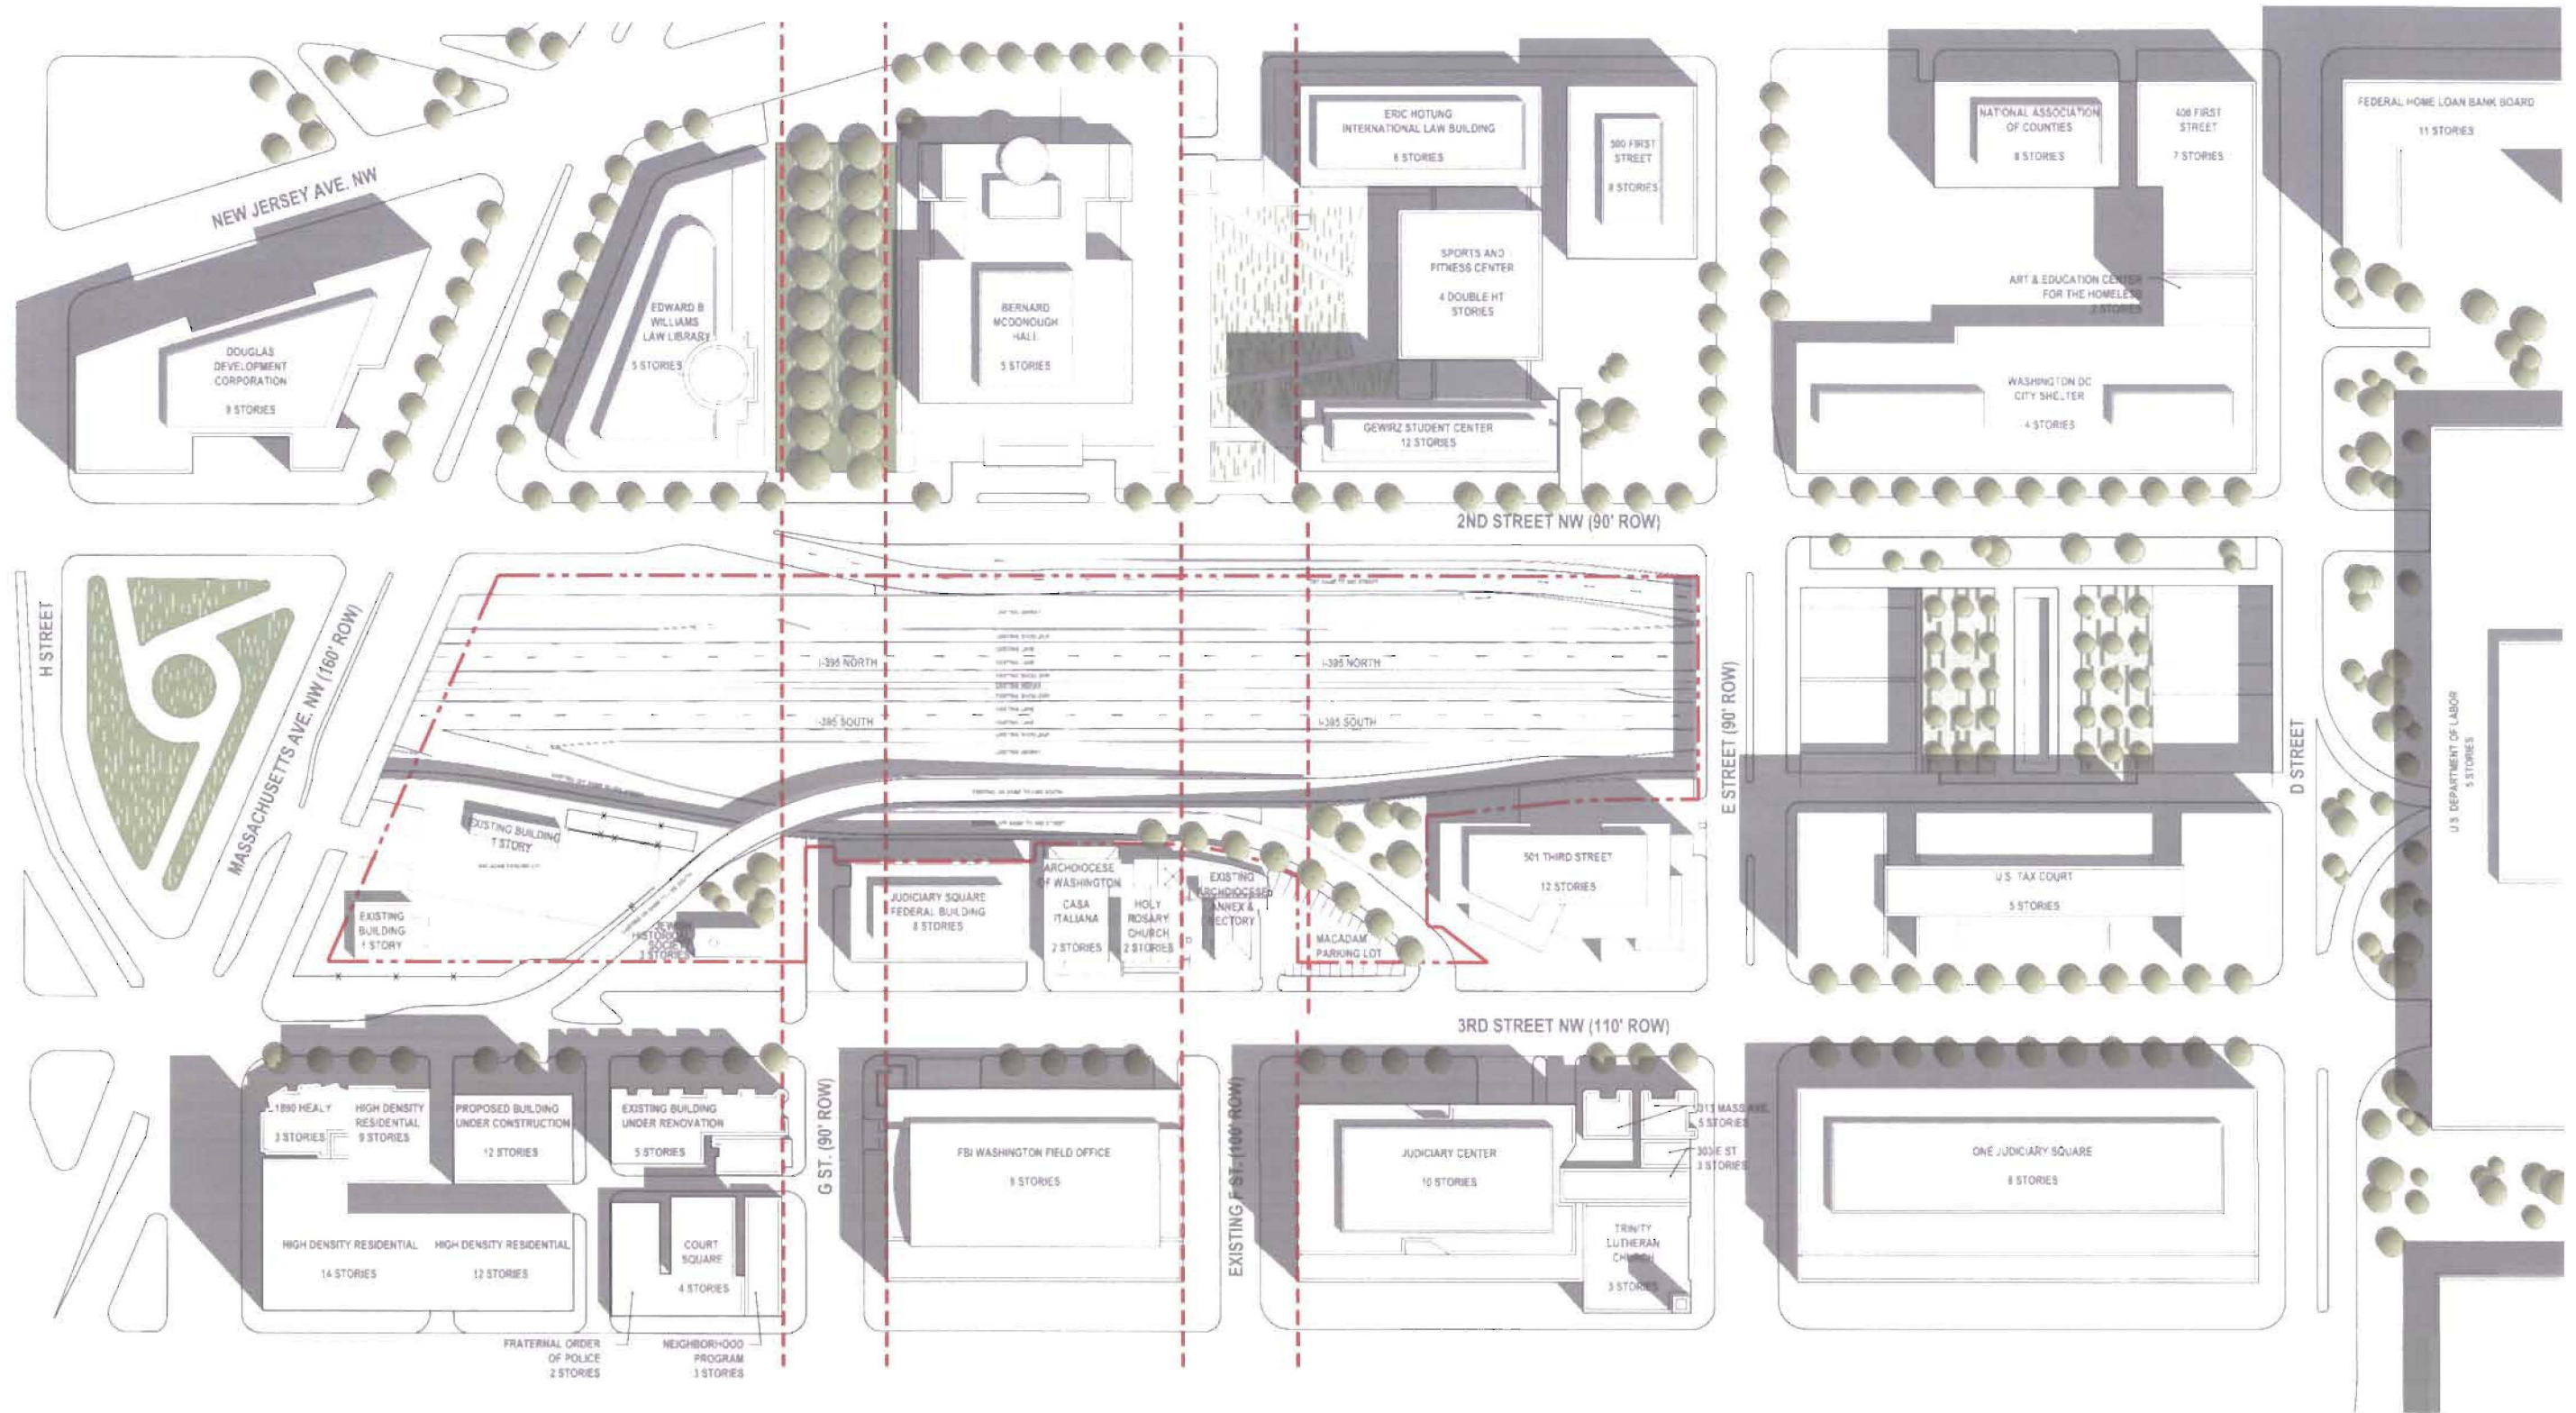 NEW JERSEY AVE. NW
DOUGLAS
DEVELOPMENT
CORPORATION
EDWARD B
WILLIAMS
LAW LIBRARY
5 STORIES
BERNARD
MCDONOUGH
HALL
5 STORIES
ERIC HOTUNG
INTERNATIONAL LAW BUILDING
6 STORIES
FIRST
STREET
SPORTS AND
FITNESS CENTER
4 DOUBLE HT
STORIES
GEWIRZ STUDENT CENTER
12 STORIES
NATIONAL ASSOCIATION
OF COUNTIES
8 STORIES
400 FIRST
STREET
7 STORIES
ART & EDUCATION CENTER
FOR THE HOMELESS
2 STORIES
WASHINGTON DC
CITY SHELTER
4 STORIES
FEDERAL HOME LOAN BANK BOARD
11 STORIES
2ND STREET NW (90' ROW)
H STREET
MASSACHUSETTS AVE. NW (160' ROW)
I-395 NORTH
I-395 NORTH
I-395 SOUTH
I-395 SOUTH
E STREET (90' ROW)
D STREET
U.S. DEPARTMENT OF LABOR
5 STORIES
EXISTING BUILDING
1 STORY
EXISTING
BUILDING
1 STORY
JEWISH
HISTORICAL
SOCIETY
3 STORIES
JUDICIARY SQUARE
FEDERAL BUILDING
8 STORIES
ARCHDIOCESE
OF WASHINGTON
CASA
ITALIANA
2 STORIES
HOLY
ROSARY
CHURCH
2 STORIES
EXISTING
ARCHDIOCESE
ANNEX &
RECTORY
MACADAM
PARKING LOT
501 THIRD STREET
12 STORIES
U.S. TAX COURT
5 STORIES
3RD STREET NW (110' ROW)
1890 HEALY
3 STORIES
HIGH DENSITY
RESIDENTIAL
9 STORIES
PROPOSED BUILDING
UNDER CONSTRUCTION
12 STORIES
EXISTING BUILDING
UNDER RENOVATION
5 STORIES
HIGH DENSITY RESIDENTIAL
14 STORIES
HIGH DENSITY RESIDENTIAL
12 STORIES
COURT
SQUARE
4 STORIES
FRATERNAL ORDER
OF POLICE
2 STORIES
NEIGHBORHOOD
PROGRAM
3 STORIES
G ST. (90' ROW)
FBI WASHINGTON FIELD OFFICE
8 STORIES
EXISTING F ST. (100' ROW)
JUDICIARY CENTER
10 STORIES
313 MASS AVE.
5 STORIES
303 E ST
3 STORIES
TRINITY
LUTHERAN
CHURCH
3 STORIES
ONE JUDICIARY SQUARE